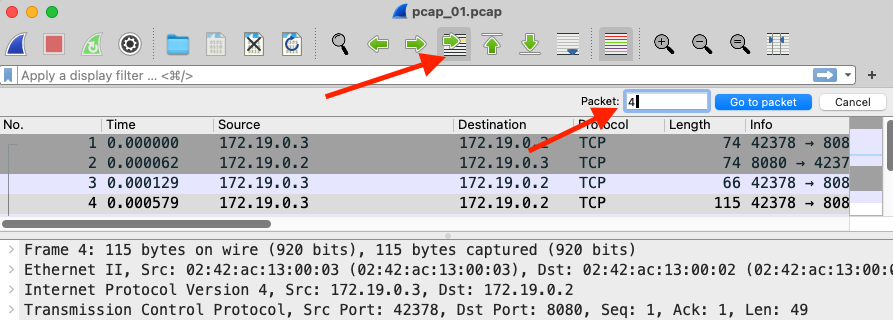 pcap_01.pcap
Apply a display filter ... <⌘/>
Packet: 4 Go to packet Cancel
No. Time Source Destination Protocol Length Info
1 0.000000 172.19.0.3 172.19.0.2 TCP 74 42378 → 808
2 0.000062 172.19.0.2 172.19.0.3 TCP 74 8080 → 4237
3 0.000129 172.19.0.3 172.19.0.2 TCP 66 42378 → 808
4 0.000579 172.19.0.3 172.19.0.2 TCP 115 42378 → 808
Frame 4: 115 bytes on wire (920 bits), 115 bytes captured (920 bits)
Ethernet II, Src: 02:42:ac:13:00:03 (02:42:ac:13:00:03), Dst: 02:42:ac:13:00:02 (02:42:ac:13:00:0
Internet Protocol Version 4, Src: 172.19.0.3, Dst: 172.19.0.2
Transmission Control Protocol, Src Port: 42378, Dst Port: 8080, Seq: 1, Ack: 1, Len: 49